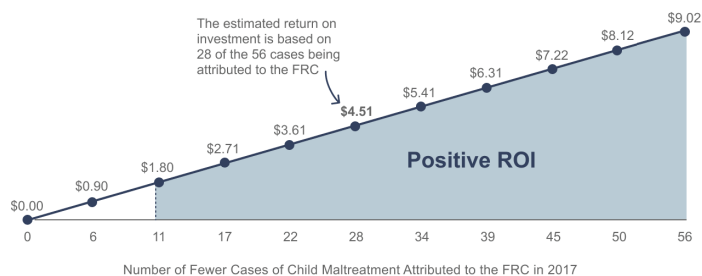 The estimated return on
investment is based on
28 of the 56 cases being
attributed to the FRC
$0.00
$0.90
$1.80
$2.71
$3.61
$4.51
$5.41
$6.31
$7.22
$8.12
$9.02
Positive ROI
0 6 11 17 22 28 34 39 45 50 56
Number of Fewer Cases of Child Maltreatment Attributed to the FRC in 2017